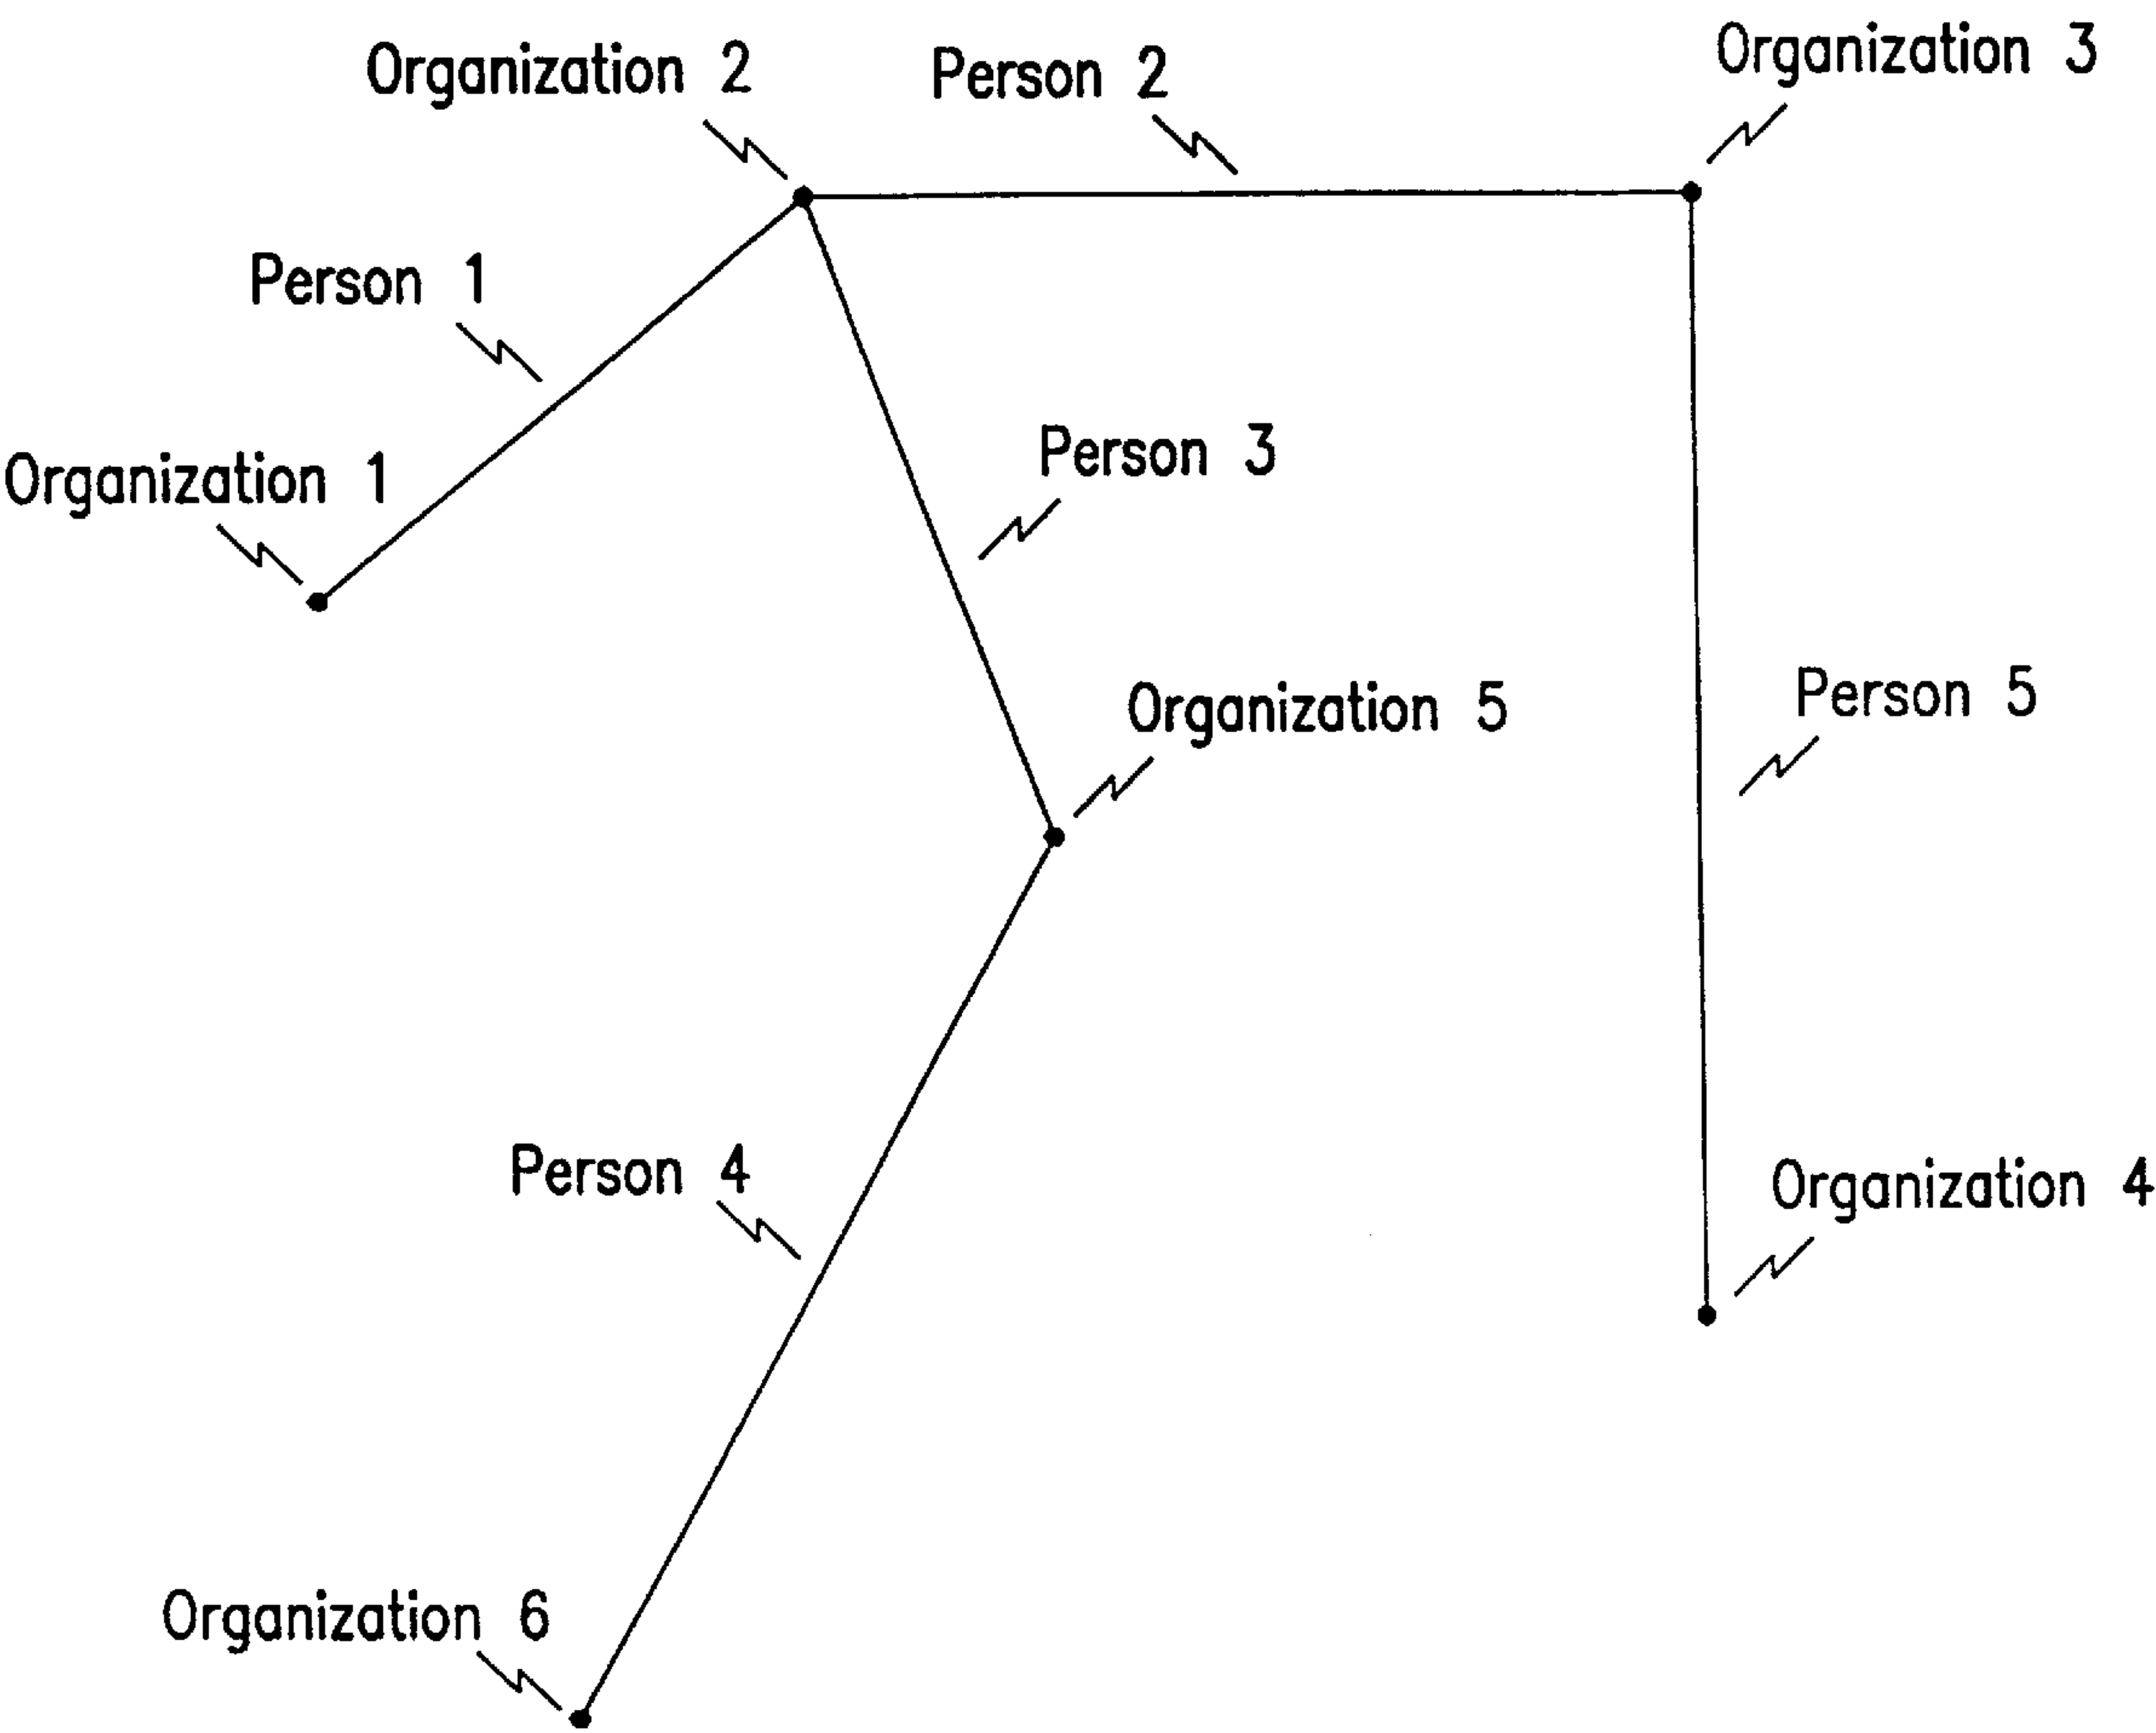 Organization 2
Person 2
Organization 3
Person 1
Organization 1
Person 3
Organization 5
Person 5
Person 4
Organization 4
Organization 6